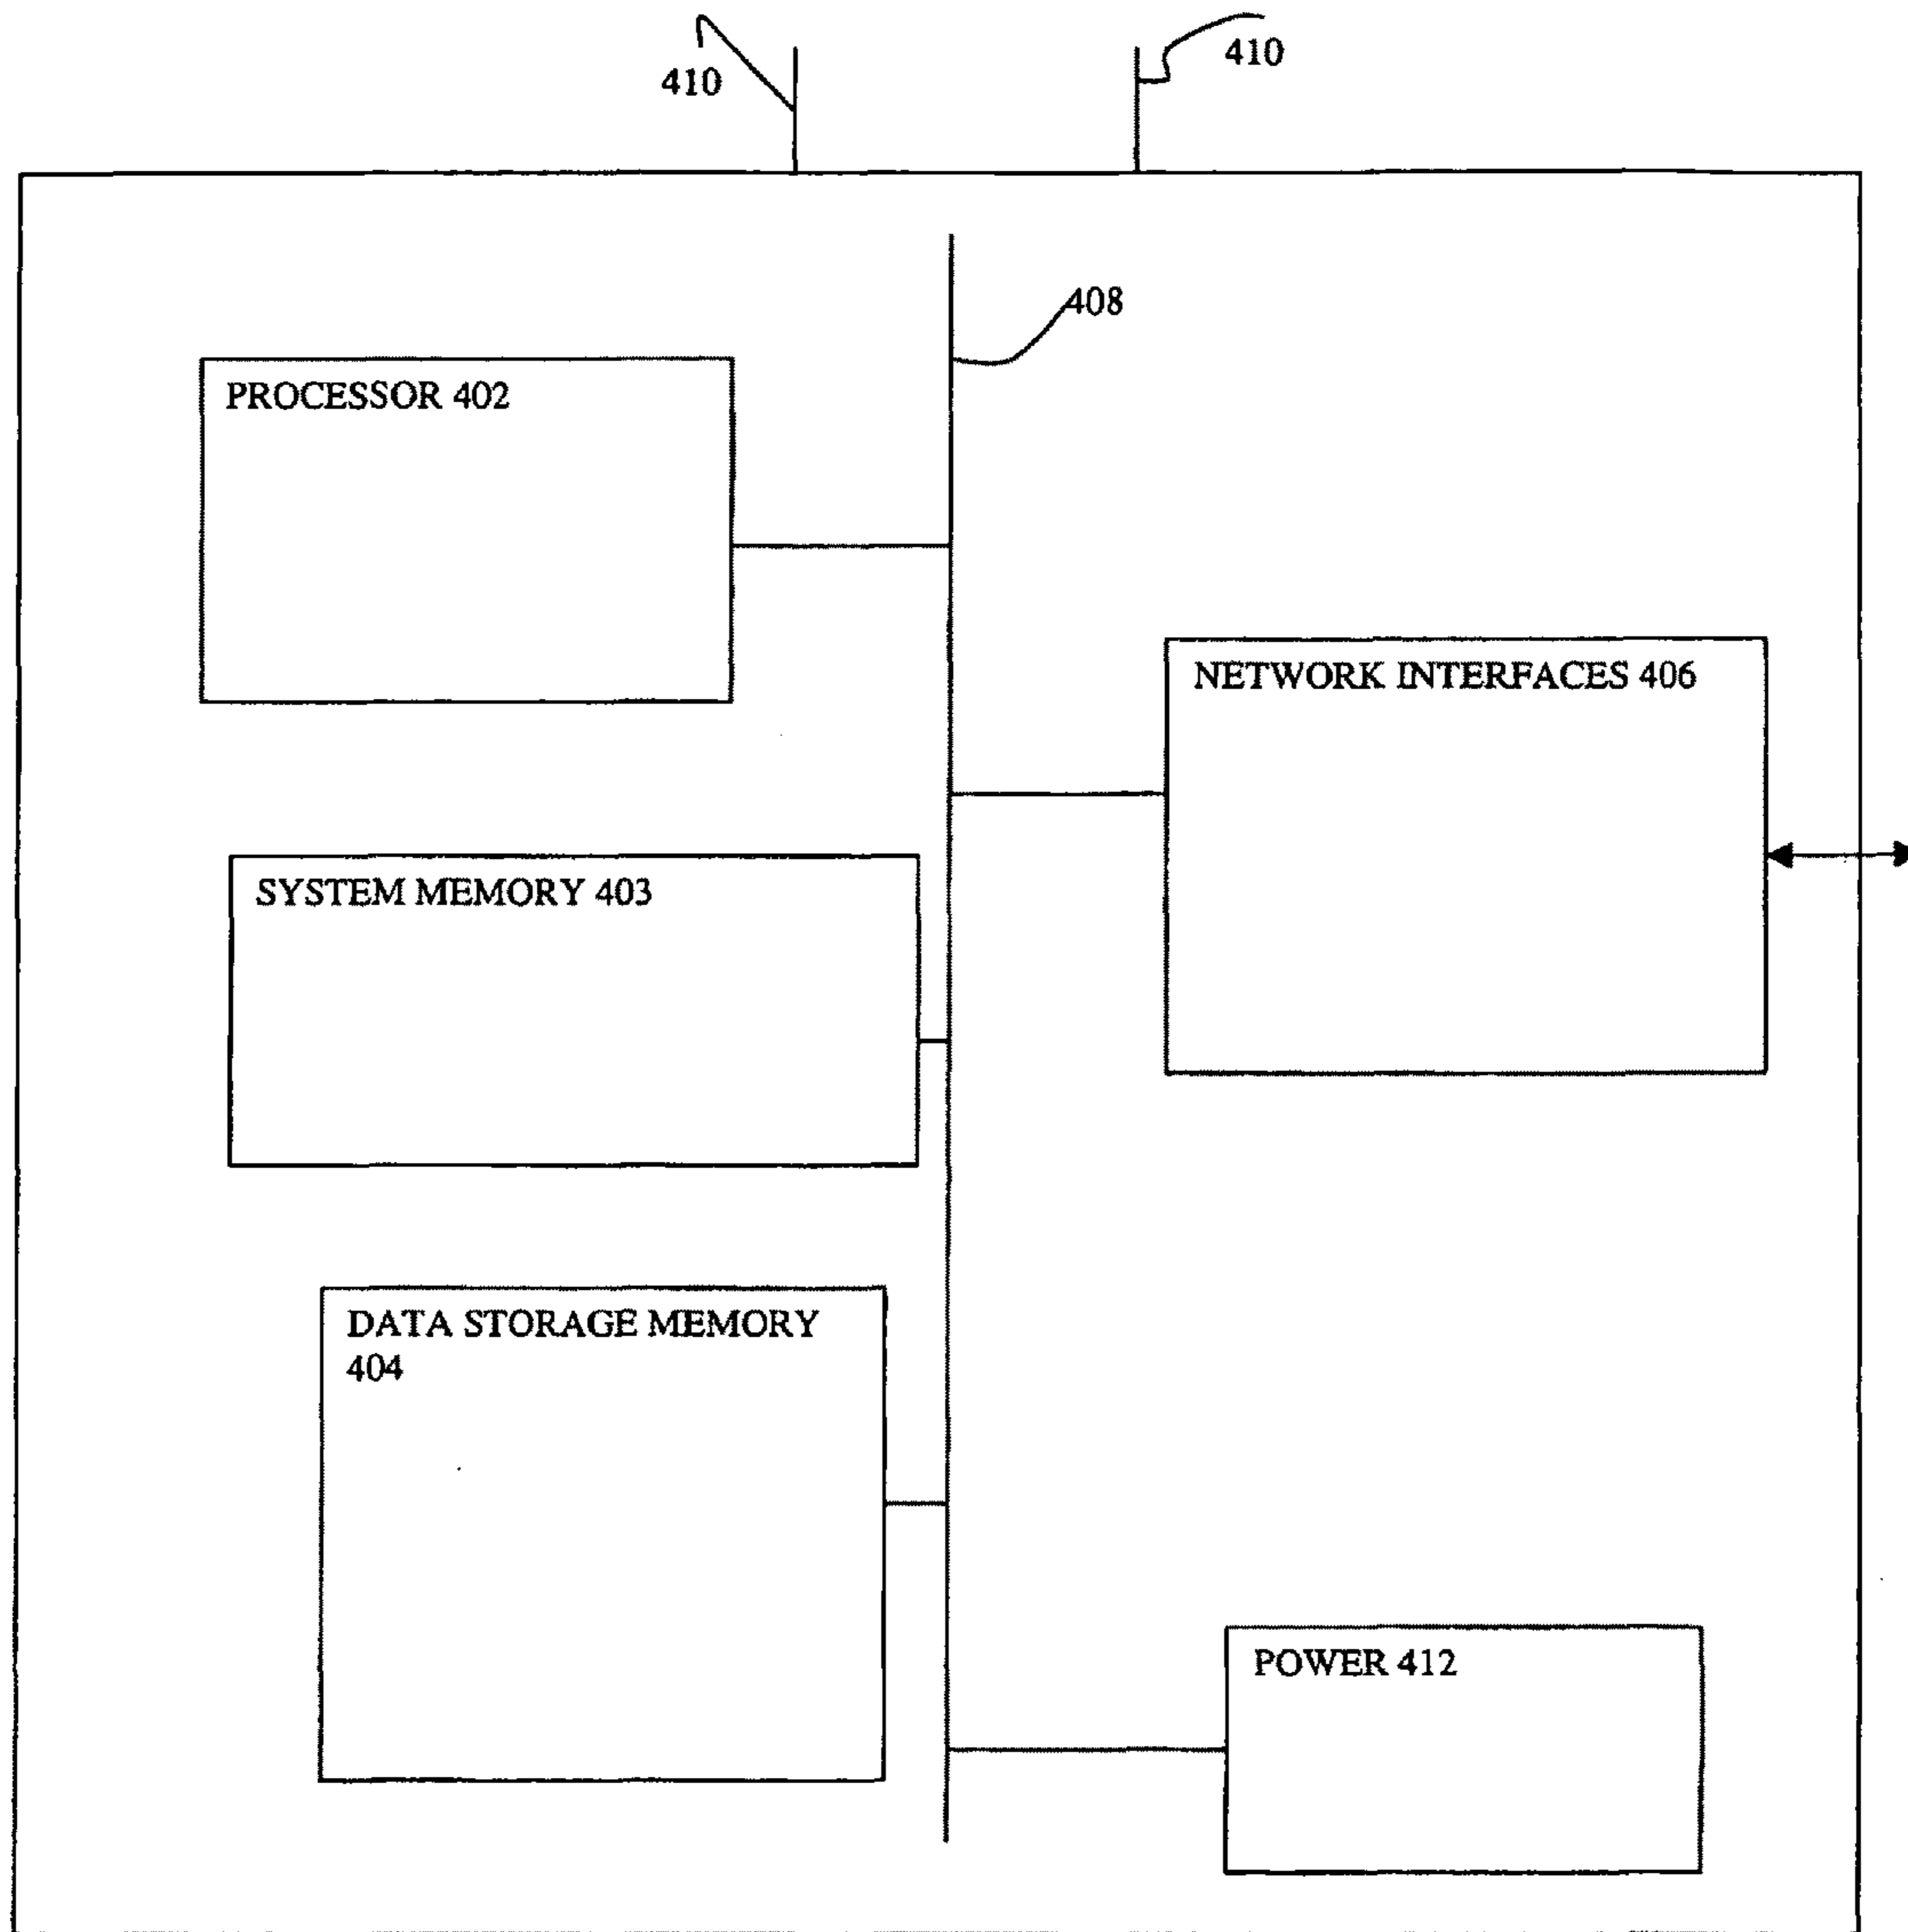 410
410
408
PROCESSOR 402
NETWORK INTERFACES 406
SYSTEM MEMORY 403
DATA STORAGE MEMORY
404
POWER 412